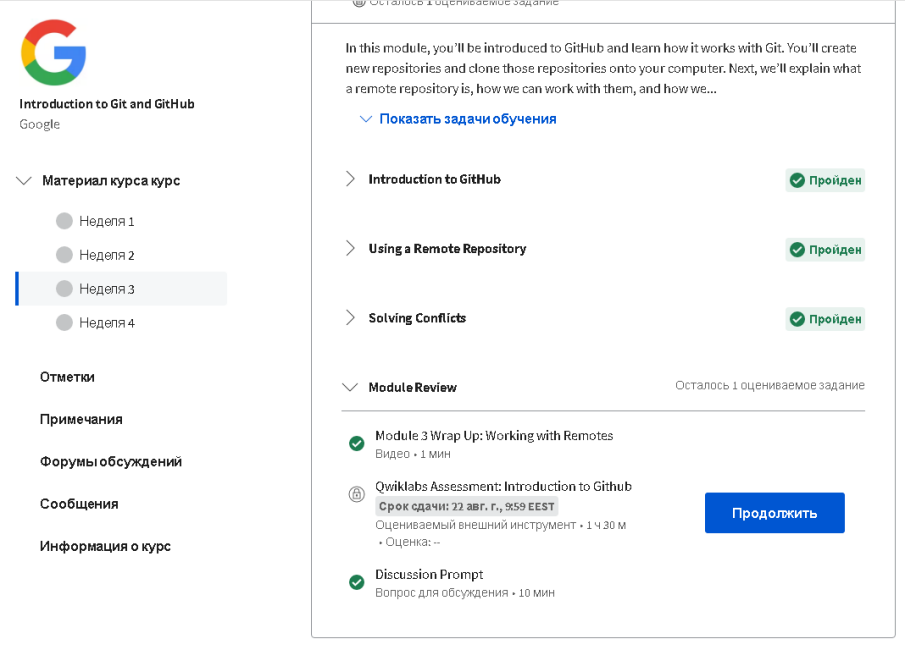 Осталось 1 оцениваемое задание
Introduction to Git and GitHub
Google
Материал курса курс
Неделя 1
Неделя 2
Неделя 3
Неделя 4
Отметки
Примечания
Форумы обсуждений
Сообщения
Информация о курс
In this module, you’ll be introduced to GitHub and learn how it works with Git. You’ll create
new repositories and clone those repositories onto your computer. Next, we’ll explain what
a remote repository is, how we can work with them, and how we...
Показать задачи обучения
Introduction to GitHub
Пройден
Using a Remote Repository
Пройден
Solving Conflicts
Пройден
Module Review
Осталось 1 оцениваемое задание
Module 3 Wrap Up: Working with Remotes
Видео • 1 мин
Qwiklabs Assessment: Introduction to Github
Срок сдачи: 22 авг. г., 9:59 EEST
Оцениваемый внешний инструмент • 1 ч 30 м
• Оценка: --
Продолжить
Discussion Prompt
Вопрос для обсуждения • 10 мин